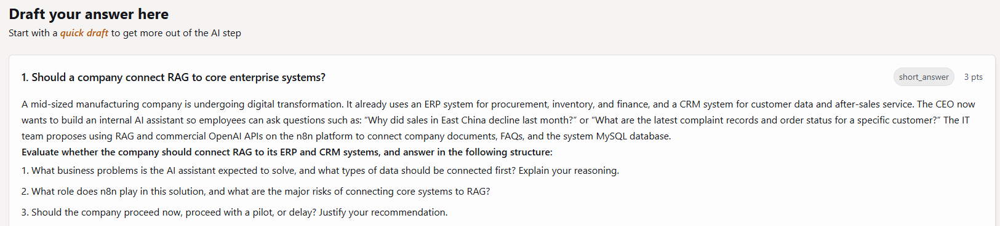 Draft your answer here
Start with a quick draft to get more out of the AI step
1. Should a company connect RAG to core enterprise systems?
short_answer
3 pts
A mid-sized manufacturing company is undergoing digital transformation. It already uses an ERP system for procurement, inventory, and finance, and a CRM system for customer data and after-sales service. The CEO now
wants to build an internal AI assistant so employees can ask questions such as: “Why did sales in East China decline last month?” or “What are the latest complaint records and order status for a specific customer?” The IT
team proposes using RAG and commercial OpenAI APIs on the n8n platform to connect company documents, FAQs, and the system MySQL database.
Evaluate whether the company should connect RAG to its ERP and CRM systems, and answer in the following structure:
1. What business problems is the AI assistant expected to solve, and what types of data should be connected first? Explain your reasoning.
2. What role does n8n play in this solution, and what are the major risks of connecting core systems to RAG?
3. Should the company proceed now, proceed with a pilot, or delay? Justify your recommendation.